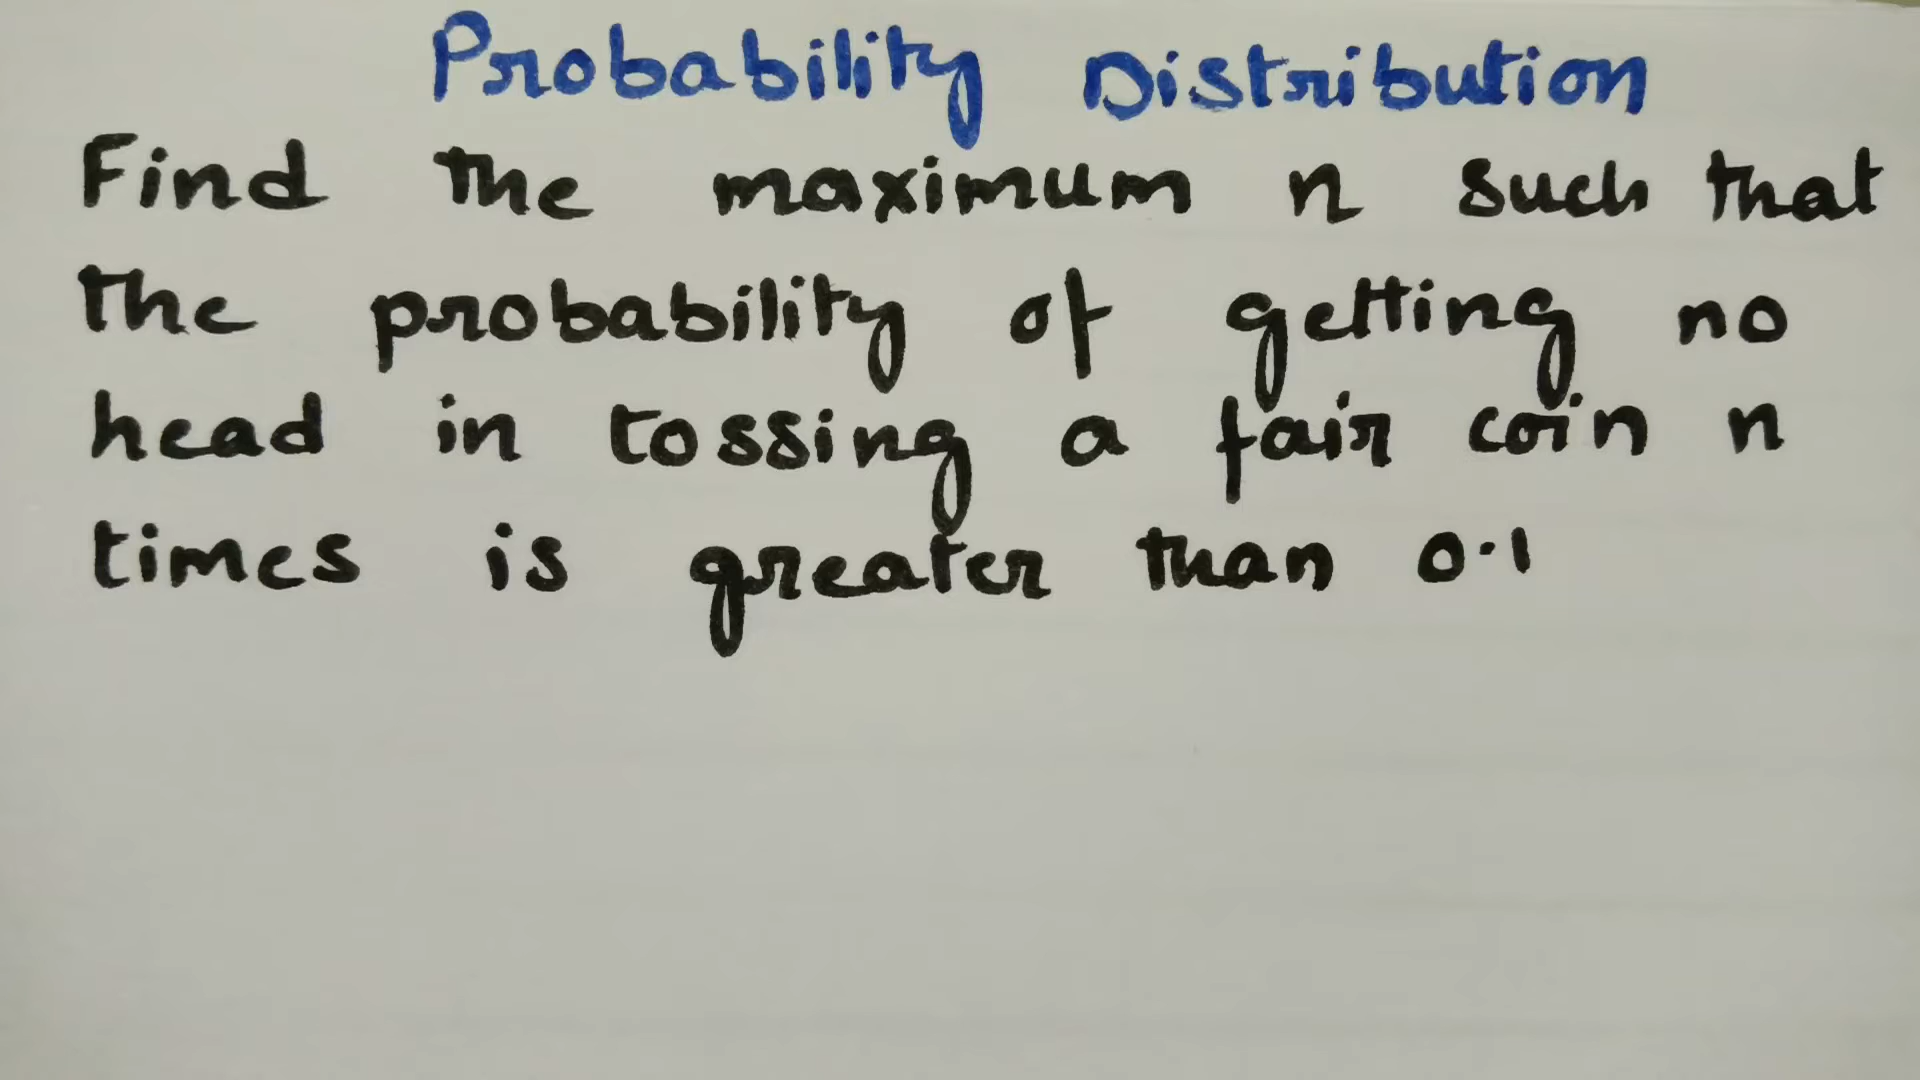 Probability Distribution
Find the maximum n such that
the probability of getting no
head in tossing a fair coin n
times is greater than 0.1